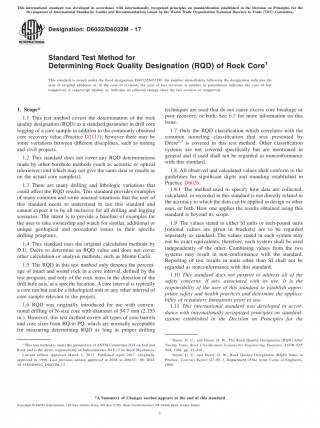 This international standard was developed in accordance with internationally recognized principles on standardization established in the Decision on Principles for the
Development of International Standards, Guides and Recommendations issued by the World Trade Organization Technical Barriers to Trade (TBT) Committee.
Designation: D6032/D6032M – 17
Standard Test Method for
Determining Rock Quality Designation (RQD) of Rock Core¹
This standard is issued under the fixed designation D6032/D6032M; the number immediately following the designation indicates the
year of original adoption or, in the case of revision, the year of last revision. A number in parentheses indicates the year of last
reapproval. A superscript epsilon (ε) indicates an editorial change since the last revision or reapproval.
1. Scope*
1.1 This test method covers the determination of the rock
quality designation (RQD) as a standard parameter in drill core
logging of a core sample in addition to the commonly obtained
core recovery value (Practice D2113); however there may be
some variations between different disciplines, such as mining
and civil projects.
1.2 This standard does not cover any RQD determinations
made by other borehole methods (such as acoustic or optical
televiewer) and which may not give the same data or results as
on the actual core sample(s).
1.3 There are many drilling and lithologic variations that
could affect the RQD results. This standard provides examples
of many common and some unusual situations that the user of
this standard needs to understand to use this standard and
cannot expect it to be all inclusive for all drilling and logging
scenarios. The intent is to provide a baseline of examples for
the user to take ownership and watch for similar, additional or
unique geological and procedural issues in their specific
drilling programs.
1.4 This standard uses the original calculation methods by
D.U. Deere to determine an RQD value and does not cover
other calculation or analysis methods; such as Monte Carlo.
1.5 The RQD in this test method only denotes the percent-
age of intact and sound rock in a core interval, defined by the
test program, and only of the rock mass in the direction of the
drill hole axis, at a specific location. A core interval is typically
a core run but can be a lithological unit or any other interval of
core sample relevant to the project.
1.6 RQD was originally introduced for use with conven-
tional drilling of N-size core with diameter of 54.7 mm (2.155
in.). However, this test method covers all types of core barrels
and core sizes from BQ to PQ, which are normally acceptable
for measuring determining RQD as long as proper drilling
techniques are used that do not cause excess core breakage or
poor recovery, or both. See 6.3 for more information on this
issue.
1.7 Only the RQD classification which correlates with the
common tunneling classification that was presented by
Deere²˒³ is covered in this test method. Other classification
systems are not covered specifically but are mentioned in
general and if used shall not be regarded as nonconformance
with this standard.
1.8 All observed and calculated values shall conform to the
guidelines for significant digits and rounding established in
Practice D6026.
1.8.1 The method used to specify how data are collected,
calculated, or recorded in this standard is not directly related to
the accuracy to which the data can be applied in design or other
uses, or both. How one applies the results obtained using this
standard is beyond its scope.
1.9 The values stated in either SI units or inch-pound units
(rational values are given in brackets) are to be regarded
separately as standard. The values stated in each system may
not be exact equivalents; therefore, each system shall be used
independently of the other. Combining values from the two
systems may result in non-conformance with the standard.
Reporting of test results in units other than SI shall not be
regarded as nonconformance with this standard.
1.10 This standard does not purport to address all of the
safety concerns, if any, associated with its use. It is the
responsibility of the user of this standard to establish appro-
priate safety and health practices and determine the applica-
bility of regulatory limitations prior to use.
1.11 This international standard was developed in accor-
dance with internationally recognized principles on standard-
ization established in the Decision on Principles for the
¹ This test method is under the jurisdiction of ASTM Committee D18 on Soil and
Rock and is the direct responsibility of Subcommittee D18.12 on Rock Mechanics.
Current edition approved March 1, 2017. Published April 2017. Originally
approved in 1996. Last previous edition approved in 2008 as D6032 – 08. DOI:
10.1520/D6032_D6032M-17.
² Deere, D. U., and Deere, D. W., The Rock Quality Designation (RQD) After
Twenty Years,
³ Deere, D. U., and Deere, D. W., Rock Quality Designation (RQD) Index in
Practice,
1989.
*A Summary of Changes section appears at the end of this standard
Copyright © ASTM International, 100 Barr Harbor Drive, PO Box C700, West Conshohocken, PA 19428-2959. United States
1